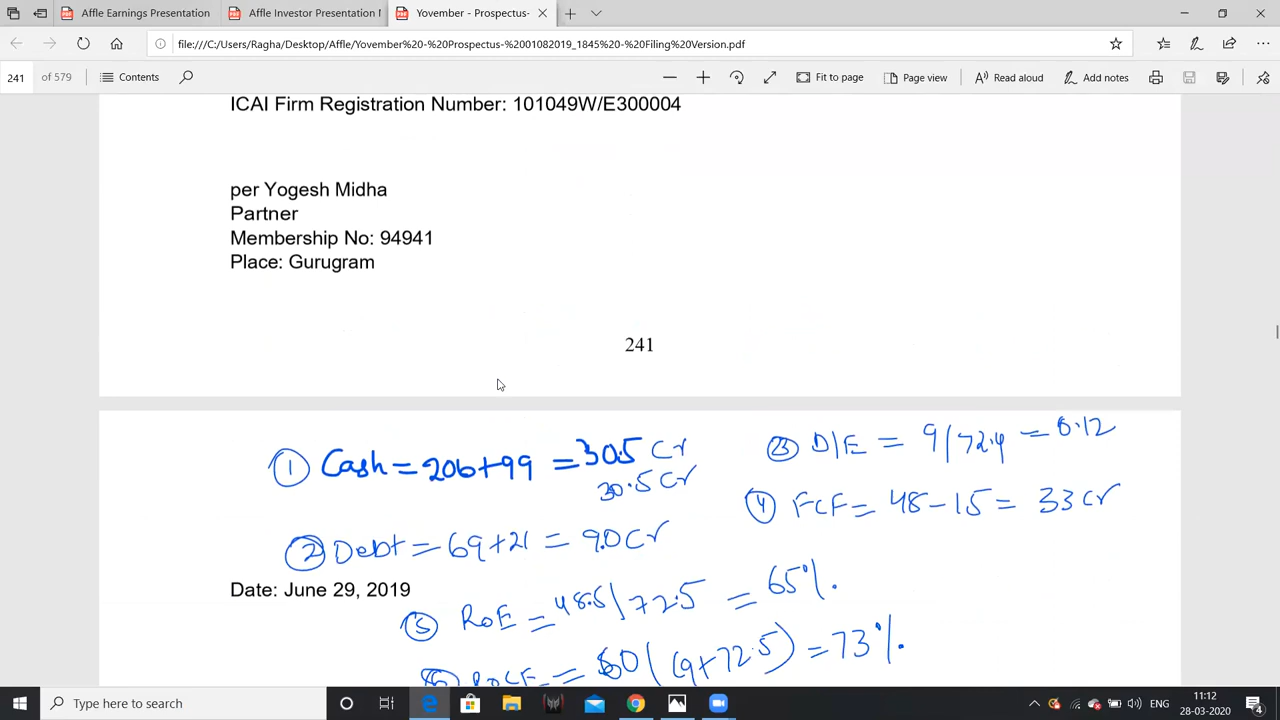 Affle Earnings Presentation
Affle Investor Presentation
Yovember - Prospectus-
file:///C:/Users/Ragha/Desktop/Affle/Yovember%20-%20Prospectus-%2001082019_1845%20-%20Filing%20Version.pdf
241 of 579 Contents Fit to page Page view Read aloud Add notes
ICAI Firm Registration Number: 101049W/E300004
per Yogesh Midha
Partner
Membership No: 94941
Place: Gurugram
241
① Cash = 206+99 = 30.5 Cr
30.5 Cr
② Debt = 69+21 = 9.0 Cr
③ D/E = 9/72.4 = 0.12
④ FCF = 48-15 = 33 Cr
Date: June 29, 2019
⑤ RoE = 48.5/72.5 = 65%.
60/(9+72.5) = 73%.
Type here to search
ENG
11:12
28-03-2020
4